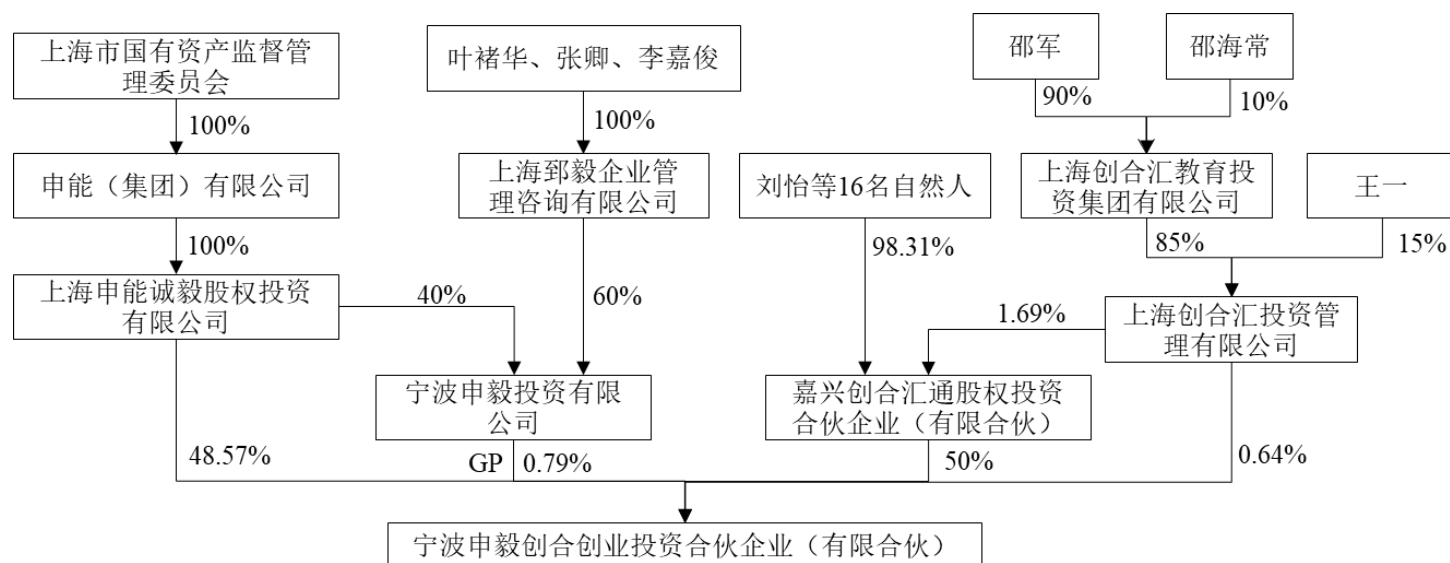 上海市国有资产监督管
理委员会
叶褚华、张卿、李嘉俊
邵军
邵海常
100%
100%
90%
10%
申能（集团）有限公司
上海郅毅企业管
理咨询有限公司
刘怡等16名自然人
上海创合汇教育投
资集团有限公司
王一
100%
60%
98.31%
85%
15%
上海申能诚毅股权投资
有限公司
40%
1.69%
上海创合汇投资管
理有限公司
宁波申毅投资有限
公司
嘉兴创合汇通股权投资
合伙企业（有限合伙）
48.57%
GP
0.79%
50%
0.64%
宁波申毅创合创业投资合伙企业（有限合伙）